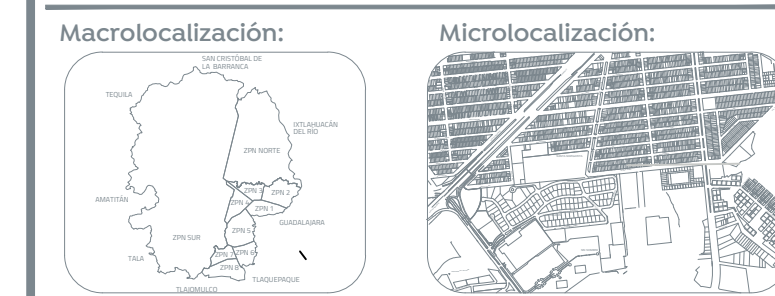 Macrolocalización:
Microlocalización:
SAN CRISTÓBAL DE
LA BARRANCA
TEQUILA
IXTLAHUACÁN
DEL RÍO
ZPN NORTE
ZPN 3
ZPN 2
ZPN 4
ZPN 1
AMATITÁN
GUADALAJARA
ZPN 5
ZPN SUR
ZPN 7
ZPN 6
TALA
ZPN 8
TLAQUEPAQUE
TLAJOMULCO